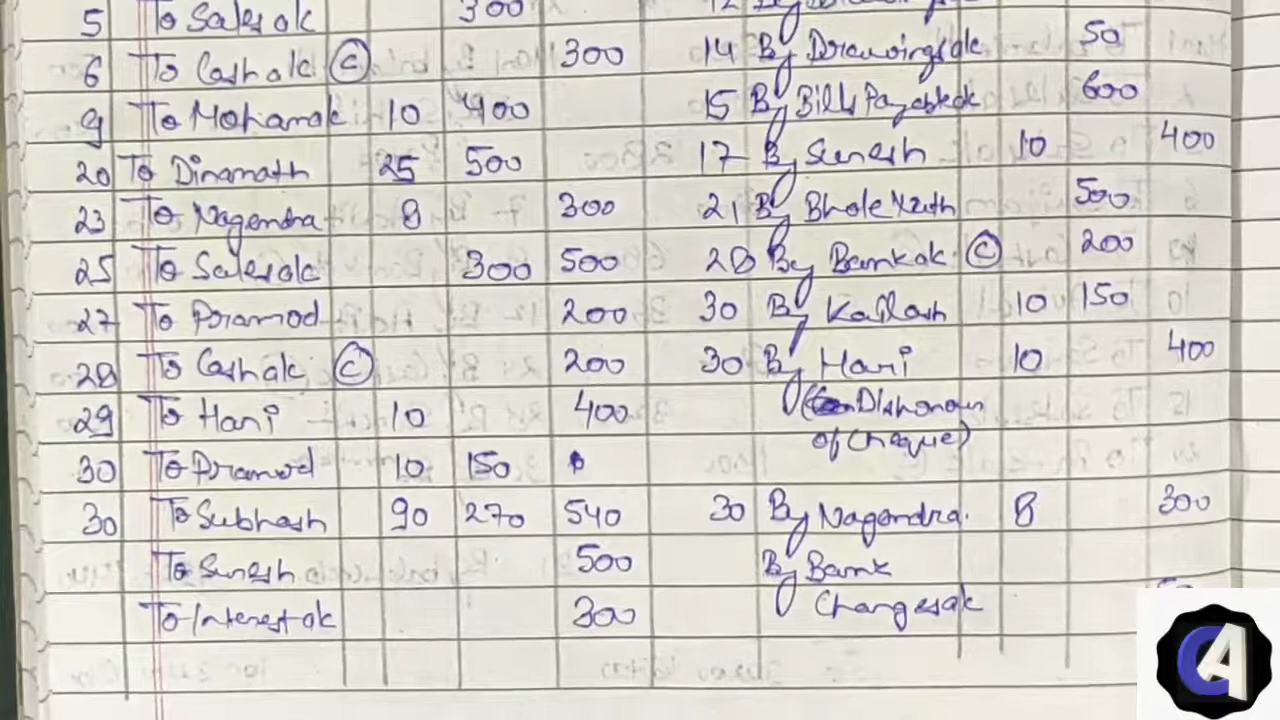 5 To Sales a/c 300
6 To Cash a/c (C) 300 14 By Drawings a/c 50
9 To Mohan a/c 10 400 15 By Bills Payable a/c 600
20 To Dinanath 25 500 17 By Suresh 10 400
23 To Nagendra 8 300 21 By Bhole Nath 500
25 To Sales a/c 300 500 28 By Bank a/c (C) 200
27 To Pramod 200 30 By Kailash 10 150
28 To Cash a/c (C) 200 30 By Hari 10 400
29 To Hari 10 400 (Dishonour
of cheque)
30 To Pramod 10 150
30 To Subhash 90 270 540 30 By Nagendra. 8 300
To Suresh 500 By Bank
To Interest a/c 300 Charges a/c
CA